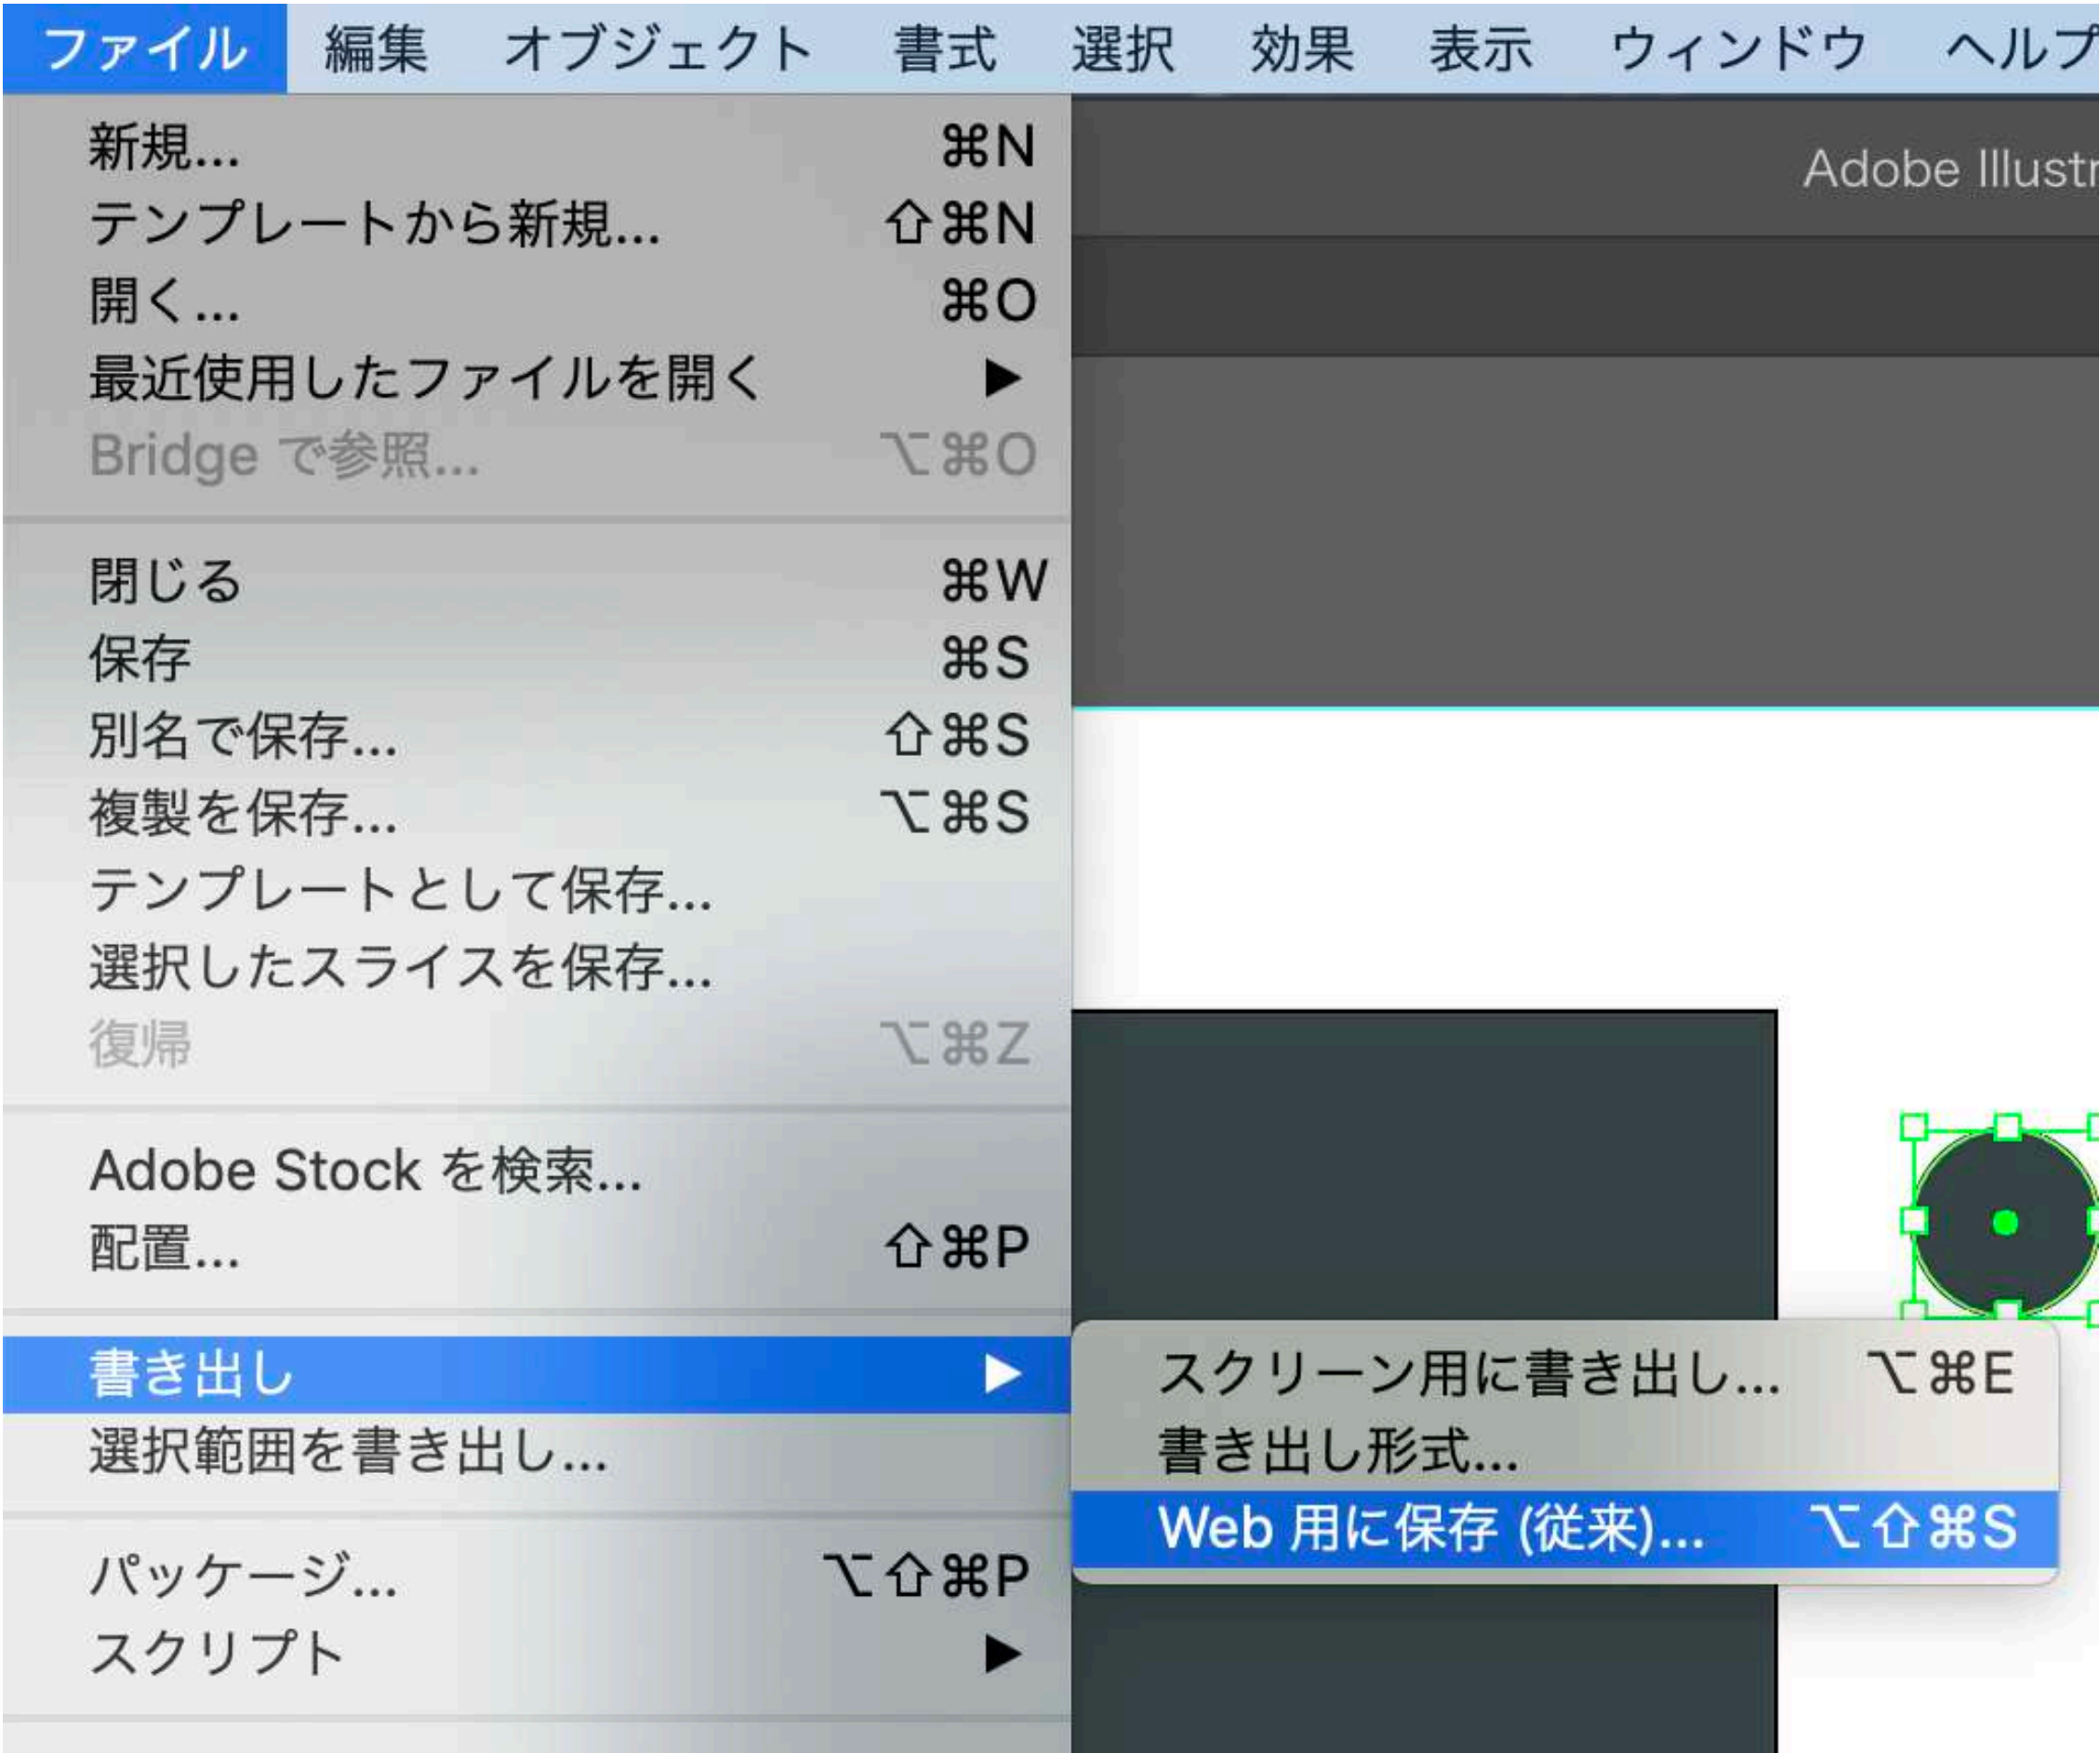 ファイル 編集 オブジェクト 書式 選択 効果 表示 ウィンドウ ヘルプ
Adobe Illustr
新規... ⌘N
テンプレートから新規... ⇧⌘N
開く... ⌘O
最近使用したファイルを開く ▶
Bridge で参照... ⌥⌘O
閉じる ⌘W
保存 ⌘S
別名で保存... ⇧⌘S
複製を保存... ⌥⌘S
テンプレートとして保存...
選択したスライスを保存...
復帰 ⌥⌘Z
Adobe Stock を検索...
配置... ⇧⌘P
書き出し ▶
スクリーン用に書き出し... ⌥⌘E
書き出し形式...
Web 用に保存 (従来)... ⌥⇧⌘S
選択範囲を書き出し...
パッケージ... ⌥⇧⌘P
スクリプト ▶